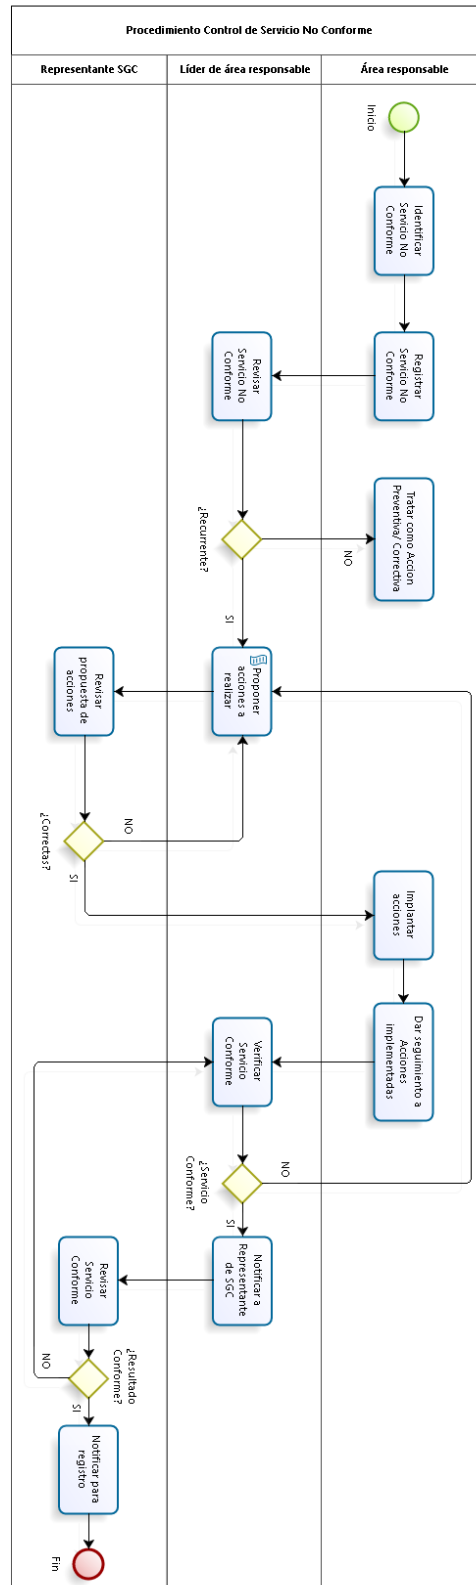 Procedimiento Control de Servicio No Conforme
Representante SGC
Líder de área responsable
Área responsable
Inicio
Identificar
Servicio No
Conforme
Registrar
Servicio No
Conforme
Revisar
Servicio No
Conforme
¿Recurrente?
NO
Tratar como Accion
Preventiva/ Correctiva
SI
Proponer
acciones a
realizar
Revisar
propuesta de
acciones
¿Correctas?
NO
SI
Implantar
acciones
Dar seguimiento a
Acciones
implementadas
Verificar
Servicio
Conforme
¿Servicio
Conforme?
NO
SI
Notificar a
Representante
de SGC
Revisar
Servicio
Conforme
¿Resultado
Conforme?
NO
SI
Notificar para
registro
Fin